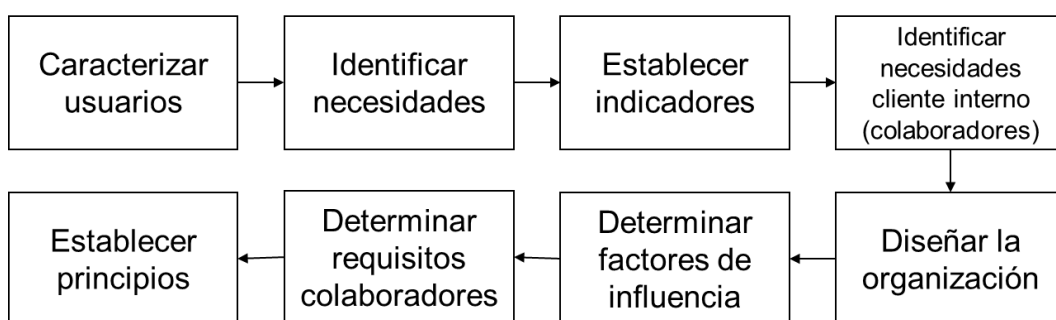 Caracterizar
usuarios
Identificar
necesidades
Establecer
indicadores
Identificar
necesidades
cliente interno
(colaboradores)
Diseñar la
organización
Determinar
factores de
influencia
Determinar
requisitos
colaboradores
Establecer
principios